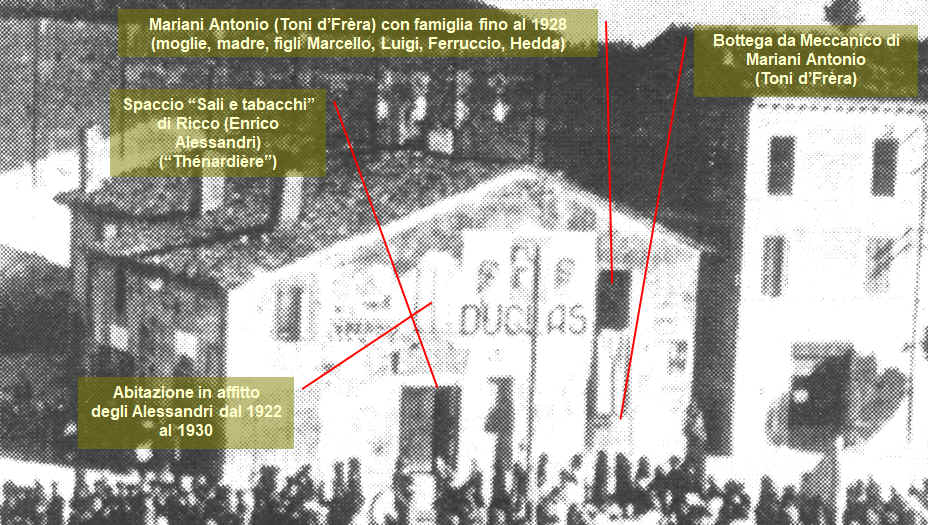 Mariani Antonio (Toni d’Frèra) con famiglia fino al 1928
(moglie, madre, figli Marcello, Luigi, Ferruccio, Hedda)
Bottega da Meccanico di
Mariani Antonio
(Toni d’Frèra)
Spaccio “Sali e tabacchi”
di Ricco (Enrico
Alessandri)
(“Thénardière”)
DUCLAS
Abitazione in affitto
degli Alessandri dal 1922
al 1930